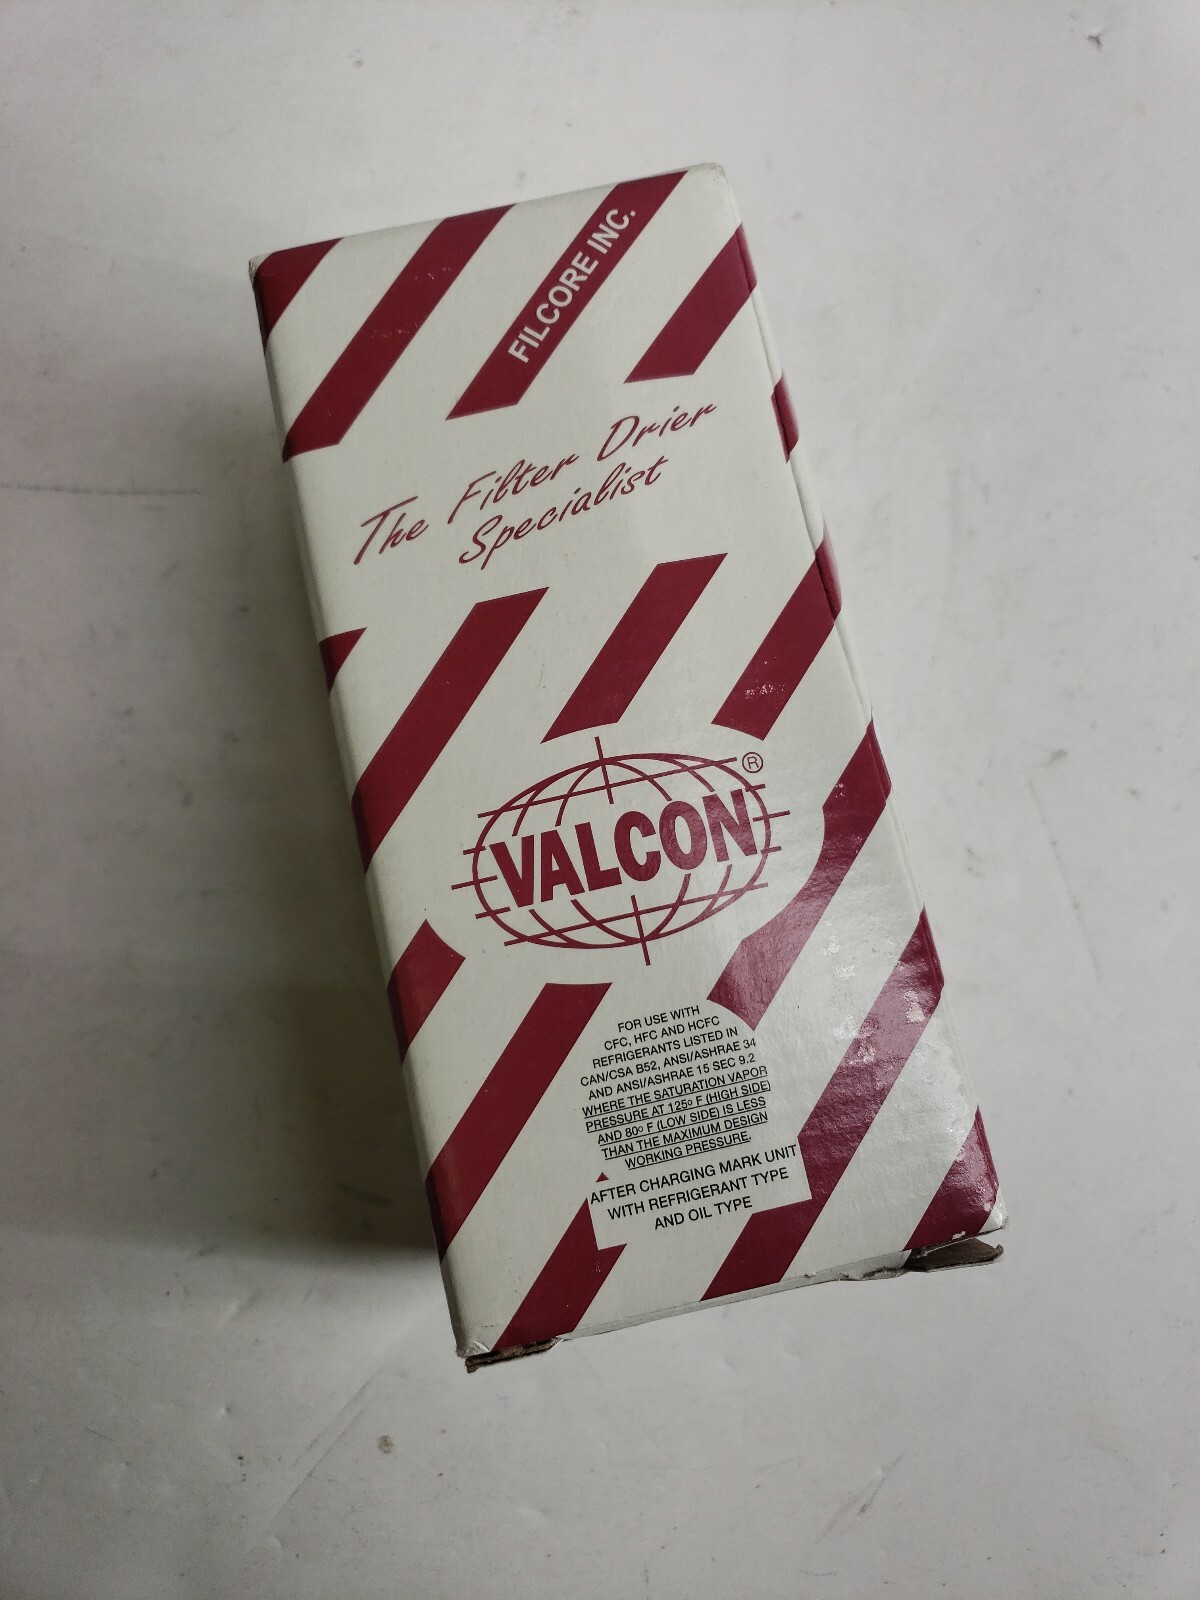 FILCORE INC.
The Filter Drier
Specialist
VALCON®
FOR USE WITH
CFC, HFC AND HCFC
REFRIGERANTS LISTED IN
CAN/CSA B52, ANSI/ASHRAE 34
AND ANSI/ASHRAE 15 SEC 9.2
WHERE THE SATURATION VAPOR
PRESSURE AT 125º F (HIGH SIDE)
AND 80º F (LOW SIDE) IS LESS
THAN THE MAXIMUM DESIGN
WORKING PRESSURE.
AFTER CHARGING MARK UNIT
WITH REFRIGERANT TYPE
AND OIL TYPE